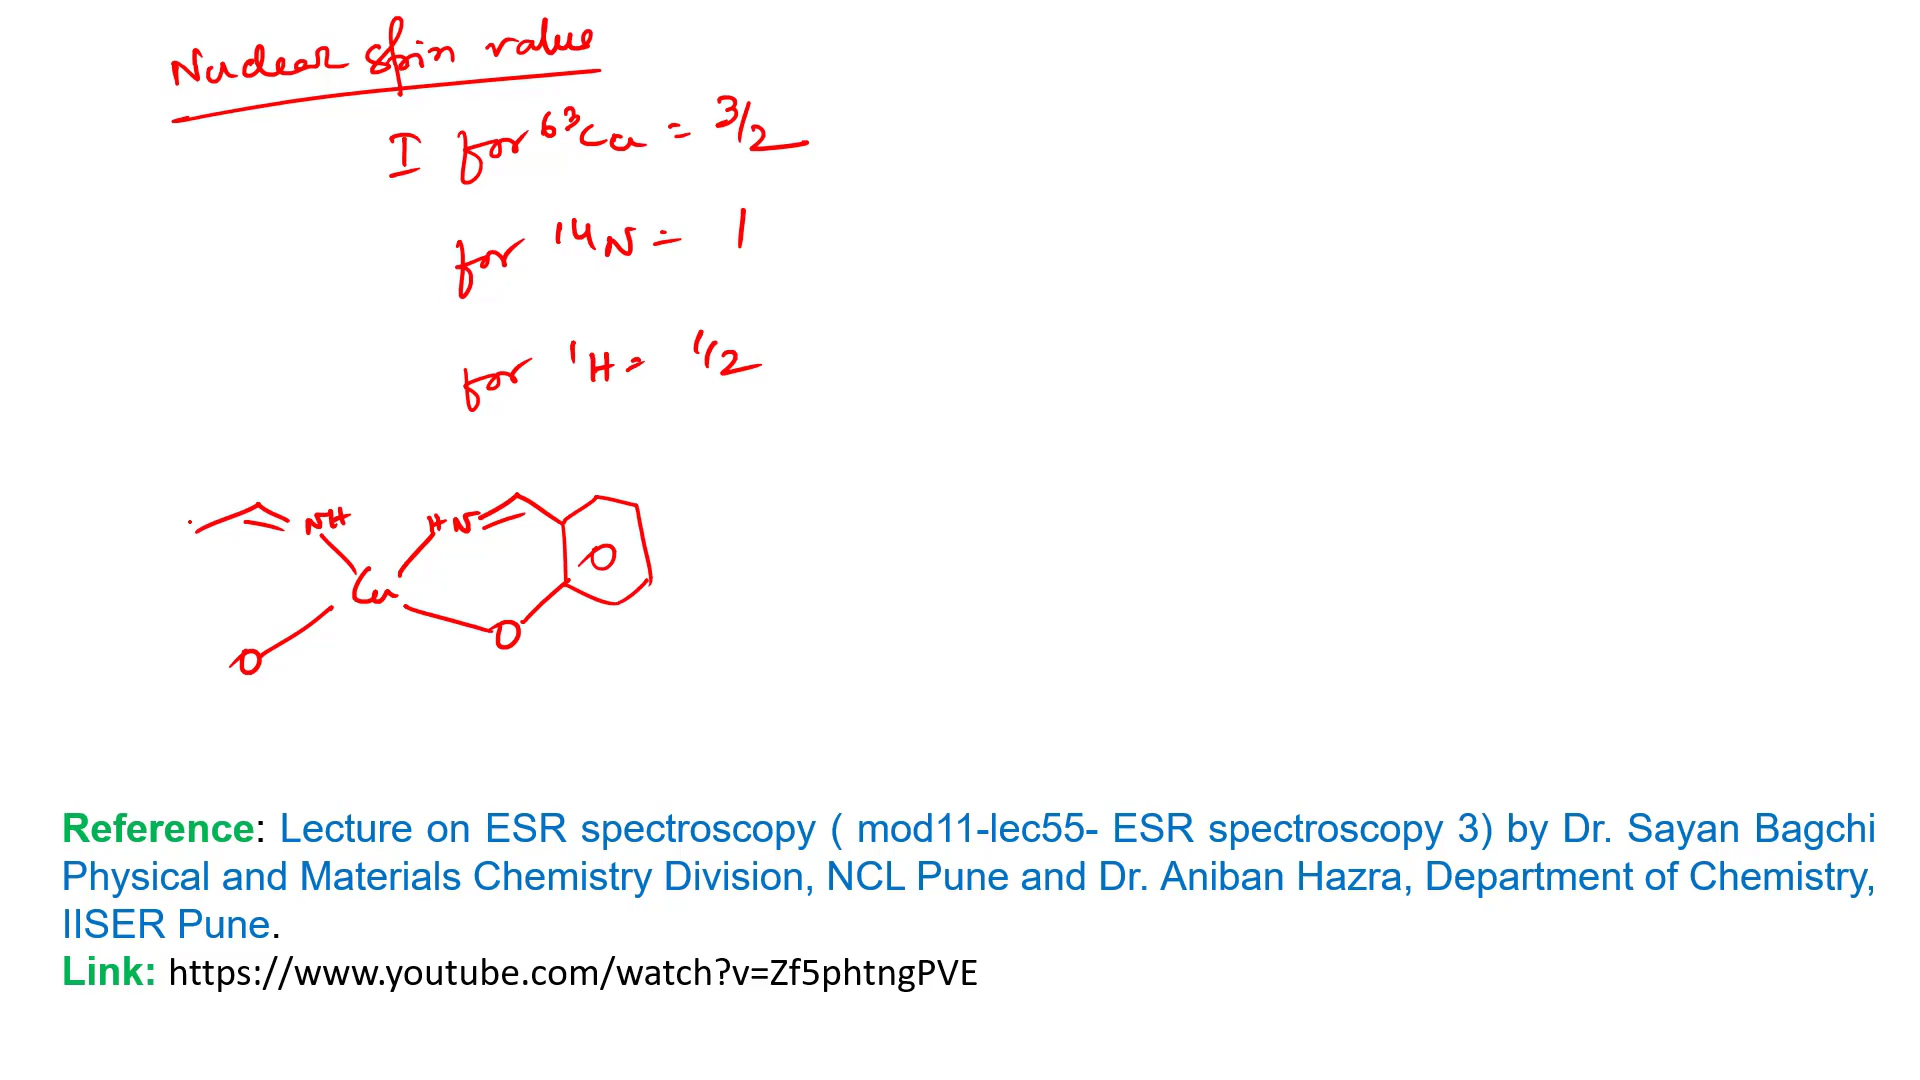 Nuclear spin value
I for ⁶³Cu = 3/2
for ¹⁴N = 1
for ¹H = 1/2
NH HN
Cu
O O
Reference: Lecture on ESR spectroscopy ( mod11-lec55- ESR spectroscopy 3) by Dr. Sayan Bagchi
Physical and Materials Chemistry Division, NCL Pune and Dr. Aniban Hazra, Department of Chemistry,
IISER Pune.
Link: https://www.youtube.com/watch?v=Zf5phtngPVE